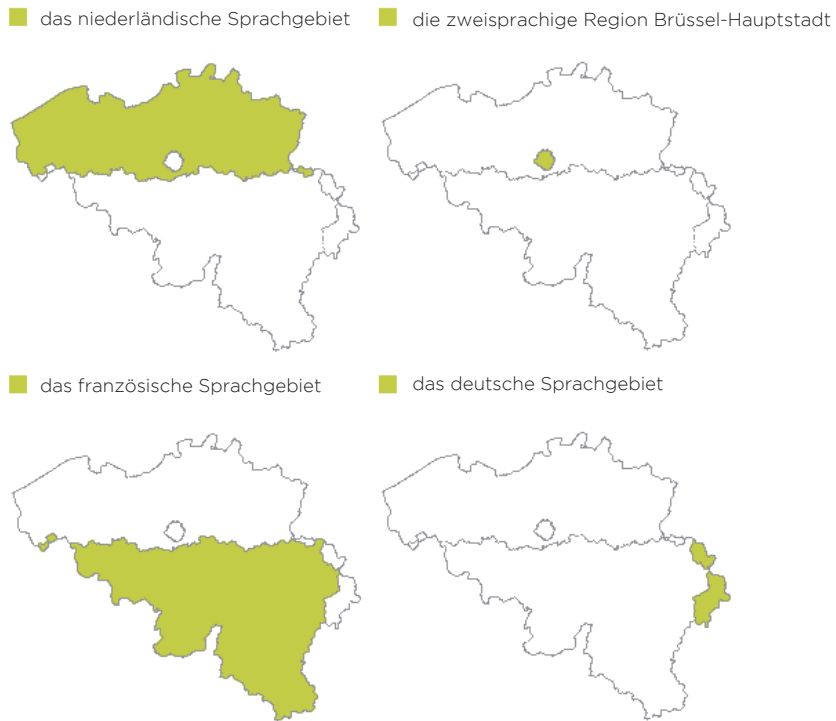 das niederländische Sprachgebiet
die zweisprachige Region Brüssel-Hauptstadt
das französische Sprachgebiet
das deutsche Sprachgebiet